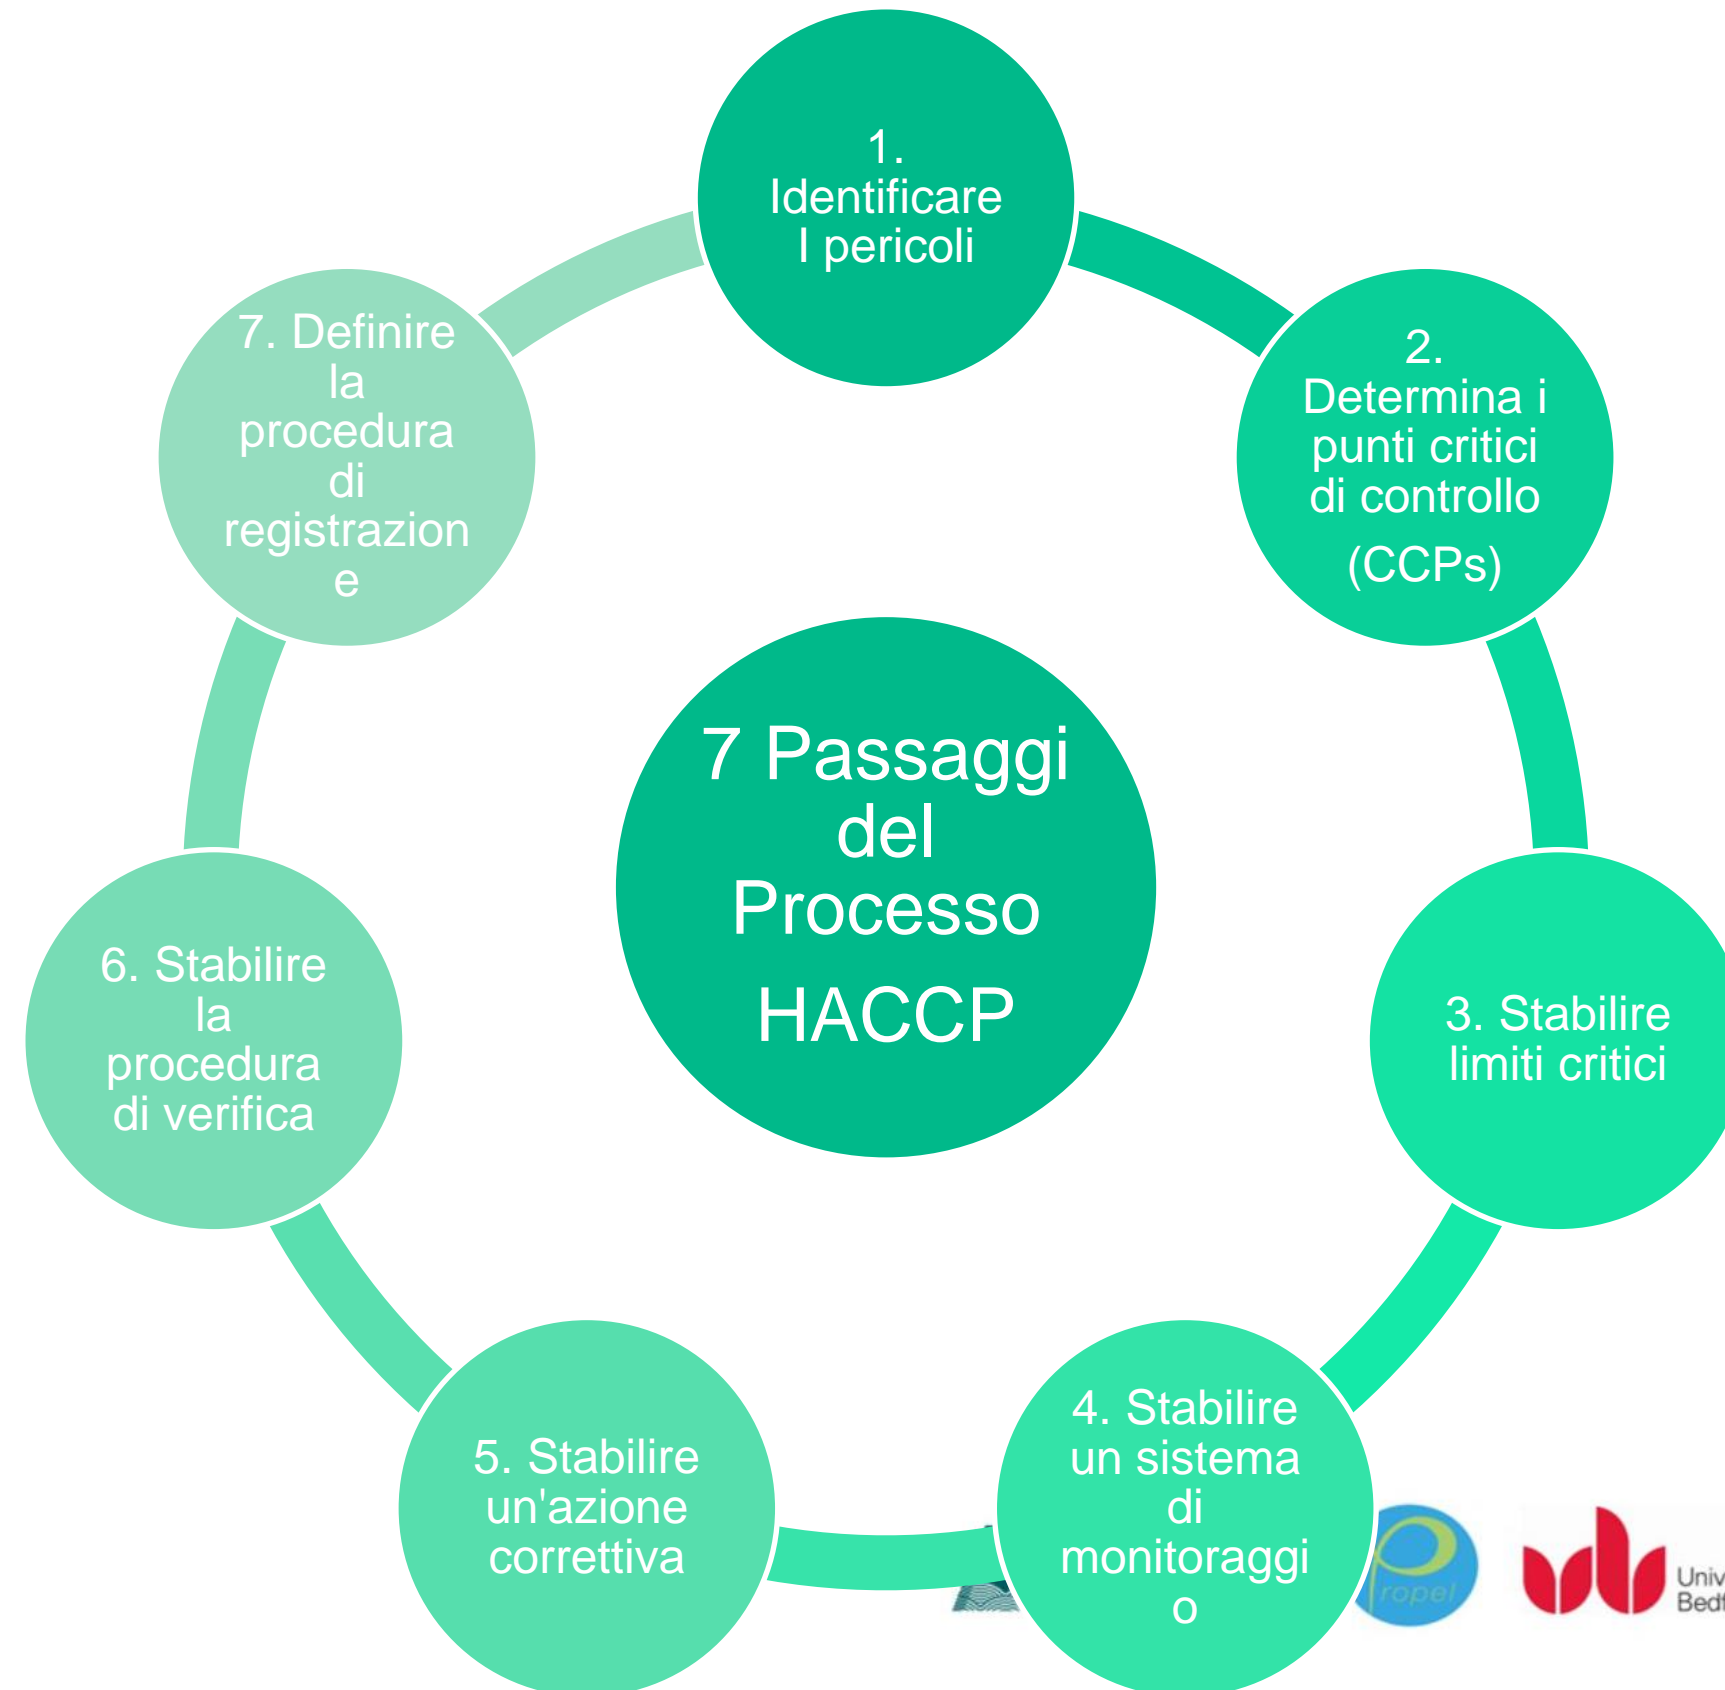 1.
Identificare
I pericoli
2.
Determina i
punti critici
di controllo
(CCPs)
3. Stabilire
limiti critici
4. Stabilire
un sistema
di
monitoraggi
o
5. Stabilire
un'azione
correttiva
6. Stabilire
la
procedura
di verifica
7. Definire
la
procedura
di
registrazion
e
7 Passaggi
del
Processo
HACCP
Propel